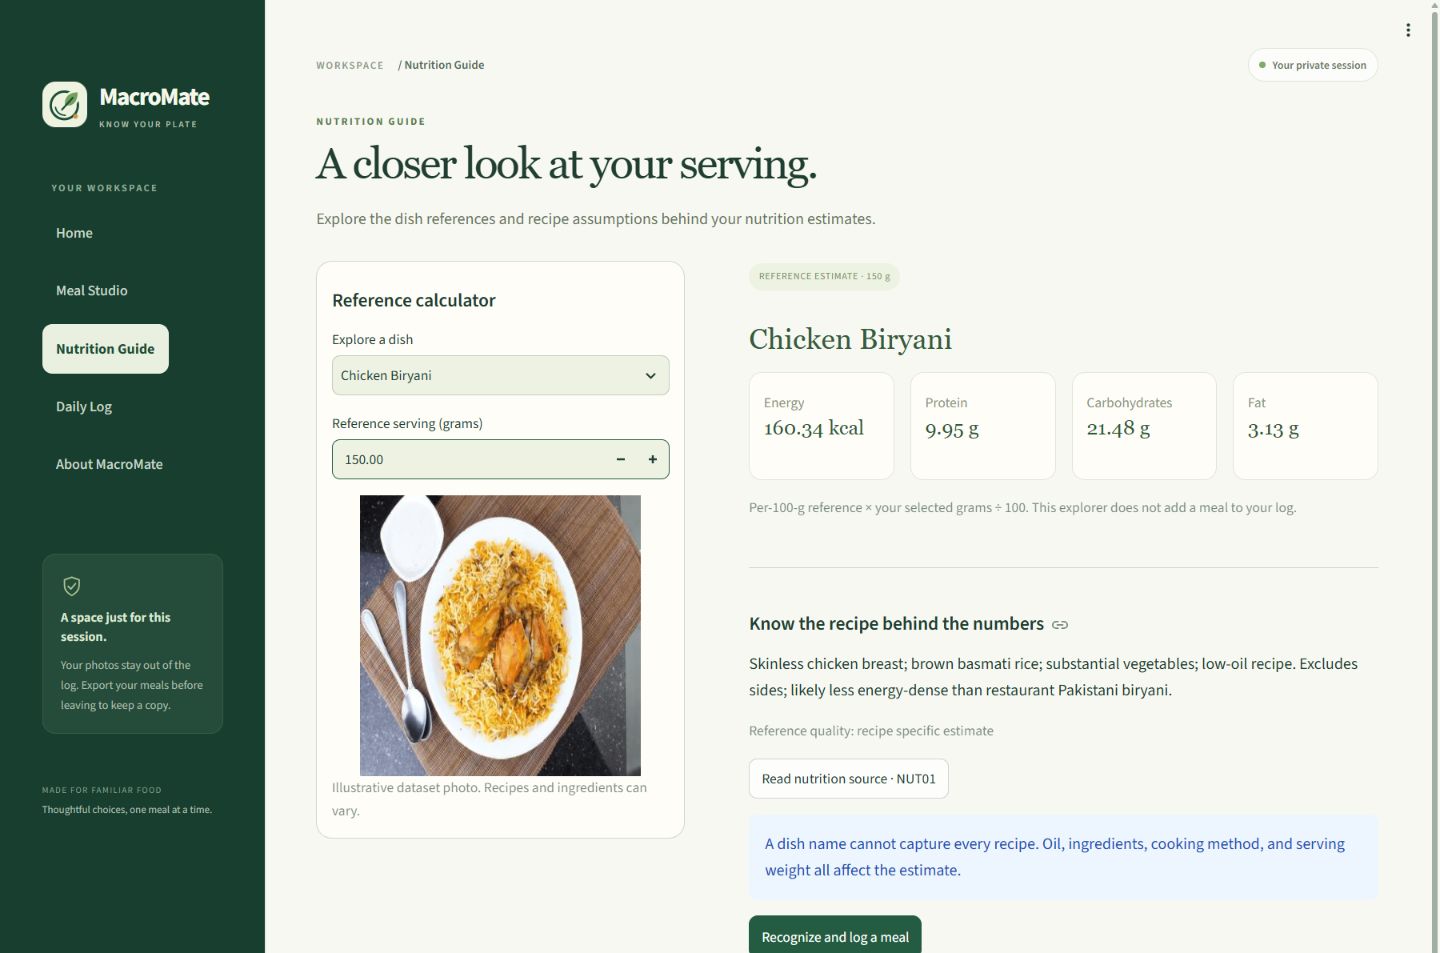 MacroMate
KNOW YOUR PLATE
YOUR WORKSPACE
Home
Meal Studio
Nutrition Guide
Daily Log
About MacroMate
A space just for this
session.
Your photos stay out of the
log. Export your meals before
leaving to keep a copy.
MADE FOR FAMILIAR FOOD
Thoughtful choices, one meal at a time.
WORKSPACE / Nutrition Guide
Your private session
NUTRITION GUIDE
A closer look at your serving.
Explore the dish references and recipe assumptions behind your nutrition estimates.
Reference calculator
Explore a dish
Chicken Biryani
Reference serving (grams)
150.00
Illustrative dataset photo. Recipes and ingredients can
vary.
REFERENCE ESTIMATE · 150 g
Chicken Biryani
Energy
160.34 kcal
Protein
9.95 g
Carbohydrates
21.48 g
Fat
3.13 g
Per-100-g reference × your selected grams ÷ 100. This explorer does not add a meal to your log.
Know the recipe behind the numbers
Skinless chicken breast; brown basmati rice; substantial vegetables; low-oil recipe. Excludes
sides; likely less energy-dense than restaurant Pakistani biryani.
Reference quality: recipe specific estimate
Read nutrition source · NUT01
A dish name cannot capture every recipe. Oil, ingredients, cooking method, and serving
weight all affect the estimate.
Recognize and log a meal